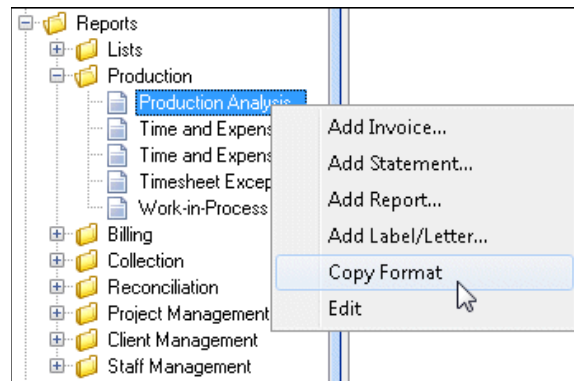 Reports
Lists
Production
Production Analysis
Time and Expens
Time and Expens
Timesheet Excep
Work-in-Process
Billing
Collection
Reconciliation
Project Management
Client Management
Staff Management
Add Invoice...
Add Statement...
Add Report...
Add Label/Letter...
Copy Format
Edit